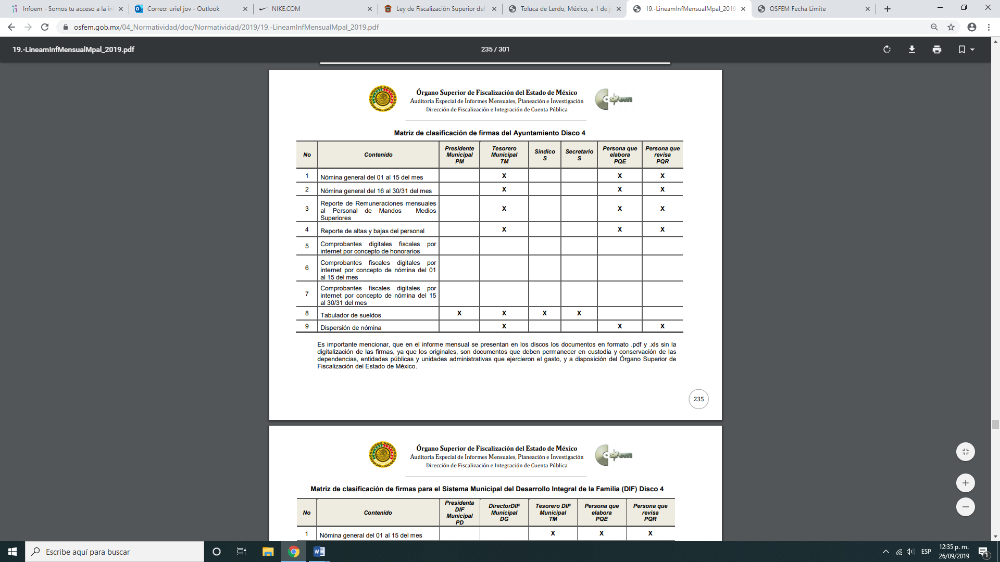 Infoem - Somos tu acceso a la in
Correo: uriel jov - Outlook
NIKE.COM
Ley de Fiscalización Superior del
Toluca de Lerdo, México, a 1 de ju
19.-LineamInfMensualMpal_2019
OSFEM Fecha Limite
osfem.gob.mx/04_Normatividad/doc/Normatividad/2019/19.-LineamInfMensualMpal_2019.pdf
19.-LineamInfMensualMpal_2019.pdf
235 / 301
Órgano Superior de Fiscalización del Estado de México
Auditoría Especial de Informes Mensuales, Planeación e Investigación
Dirección de Fiscalización e Integración de Cuenta Pública
osfem
Matriz de clasificación de firmas del Ayuntamiento Disco 4
No Contenido Presidente Municipal PM Tesorero Municipal TM Sindico S Secretario S Persona que elabora PQE Persona que revisa PQR
1 Nómina general del 01 al 15 del mes X X X
2 Nómina general del 16 al 30/31 del mes X X X
3 Reporte de Remuneraciones mensuales al Personal de Mandos Medios Superiores X X X
4 Reporte de altas y bajas del personal X X X
5 Comprobantes digitales fiscales por internet por concepto de honorarios
6 Comprobantes fiscales digitales por internet por concepto de nómina del 01 al 15 del mes
7 Comprobantes fiscales digitales por internet por concepto de nómina del 15 al 30/31 del mes
8 Tabulador de sueldos X X X X
9 Dispersión de nómina X X X
Es importante mencionar, que en el informe mensual se presentan en los discos los documentos en formato .pdf y .xls sin la
digitalización de las firmas, ya que los originales, son documentos que deben permanecer en custodia y conservación de las
dependencias, entidades públicas y unidades administrativas que ejercieron el gasto, y a disposición del Órgano Superior de
Fiscalización del Estado de México.
235
Órgano Superior de Fiscalización del Estado de México
Auditoría Especial de Informes Mensuales, Planeación e Investigación
Dirección de Fiscalización e Integración de Cuenta Pública
osfem
Matriz de clasificación de firmas para el Sistema Municipal del Desarrollo Integral de la Familia (DIF) Disco 4
No Contenido Presidenta DIF Municipal PD DirectorDIF Municipal DG Tesorero DIF Municipal TM Persona que elabora PQE Persona que revisa PQR
1 Nómina general del 01 al 15 del mes X X X
Escribe aquí para buscar
ESP
12:35 p. m.
26/09/2019
1